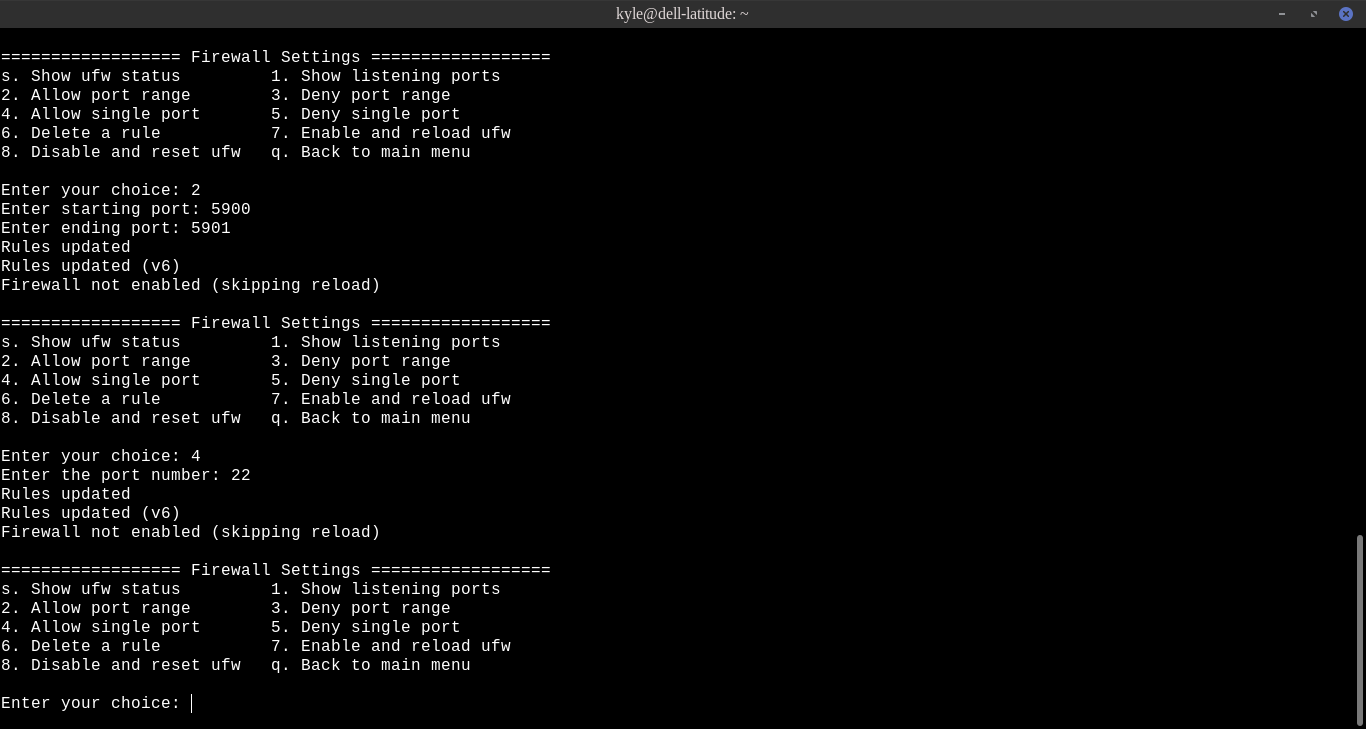 kyle@dell-latitude: ~
================== Firewall Settings ==================
s. Show ufw status         1. Show listening ports
2. Allow port range        3. Deny port range
4. Allow single port       5. Deny single port
6. Delete a rule           7. Enable and reload ufw
8. Disable and reset ufw   q. Back to main menu
Enter your choice: 2
Enter starting port: 5900
Enter ending port: 5901
Rules updated
Rules updated (v6)
Firewall not enabled (skipping reload)
================== Firewall Settings ==================
s. Show ufw status         1. Show listening ports
2. Allow port range        3. Deny port range
4. Allow single port       5. Deny single port
6. Delete a rule           7. Enable and reload ufw
8. Disable and reset ufw   q. Back to main menu
Enter your choice: 4
Enter the port number: 22
Rules updated
Rules updated (v6)
Firewall not enabled (skipping reload)
================== Firewall Settings ==================
s. Show ufw status         1. Show listening ports
2. Allow port range        3. Deny port range
4. Allow single port       5. Deny single port
6. Delete a rule           7. Enable and reload ufw
8. Disable and reset ufw   q. Back to main menu
Enter your choice: